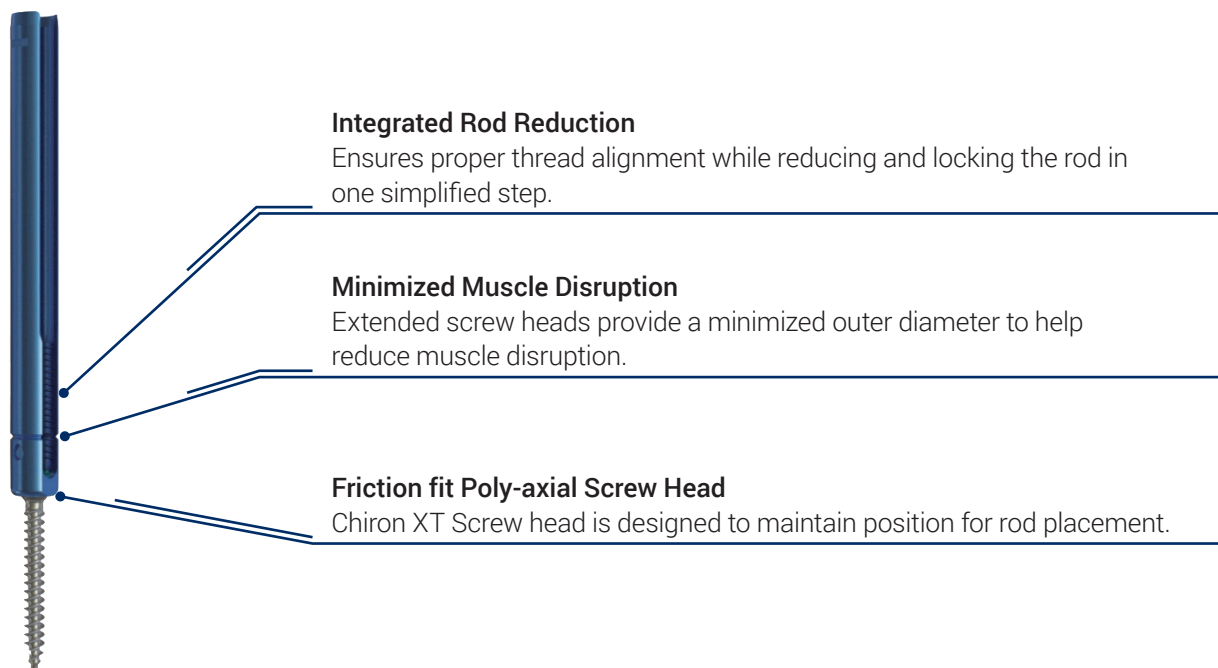 Integrated Rod Reduction
Ensures proper thread alignment while reducing and locking the rod in
one simplified step.
Minimized Muscle Disruption
Extended screw heads provide a minimized outer diameter to help
reduce muscle disruption.
Friction fit Poly-axial Screw Head
Chiron XT Screw head is designed to maintain position for rod placement.